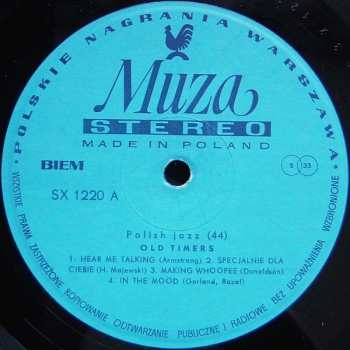 • POLSKIE NAGRANIA WARSZAWA •
Muza
STEREO
MADE IN POLAND
BIEM
S 33
SX 1220 A
Polish jazz (44)
OLD TIMERS
1. HEAR ME TALKING (Armstrong) 2. SPECJALNIE DLA
CIEBIE (H. Majewski) 3. MAKING WHOOPEE (Donaldson)
4. IN THE MOOD (Garland, Razaf)
WSZYSTKIE PRAWA ZASTRZEŻONE KOPIOWANIE ODTWARZANIE PUBLICZNE I RADIOWE BEZ UPOWAŻNIENIA WZBRONIONE